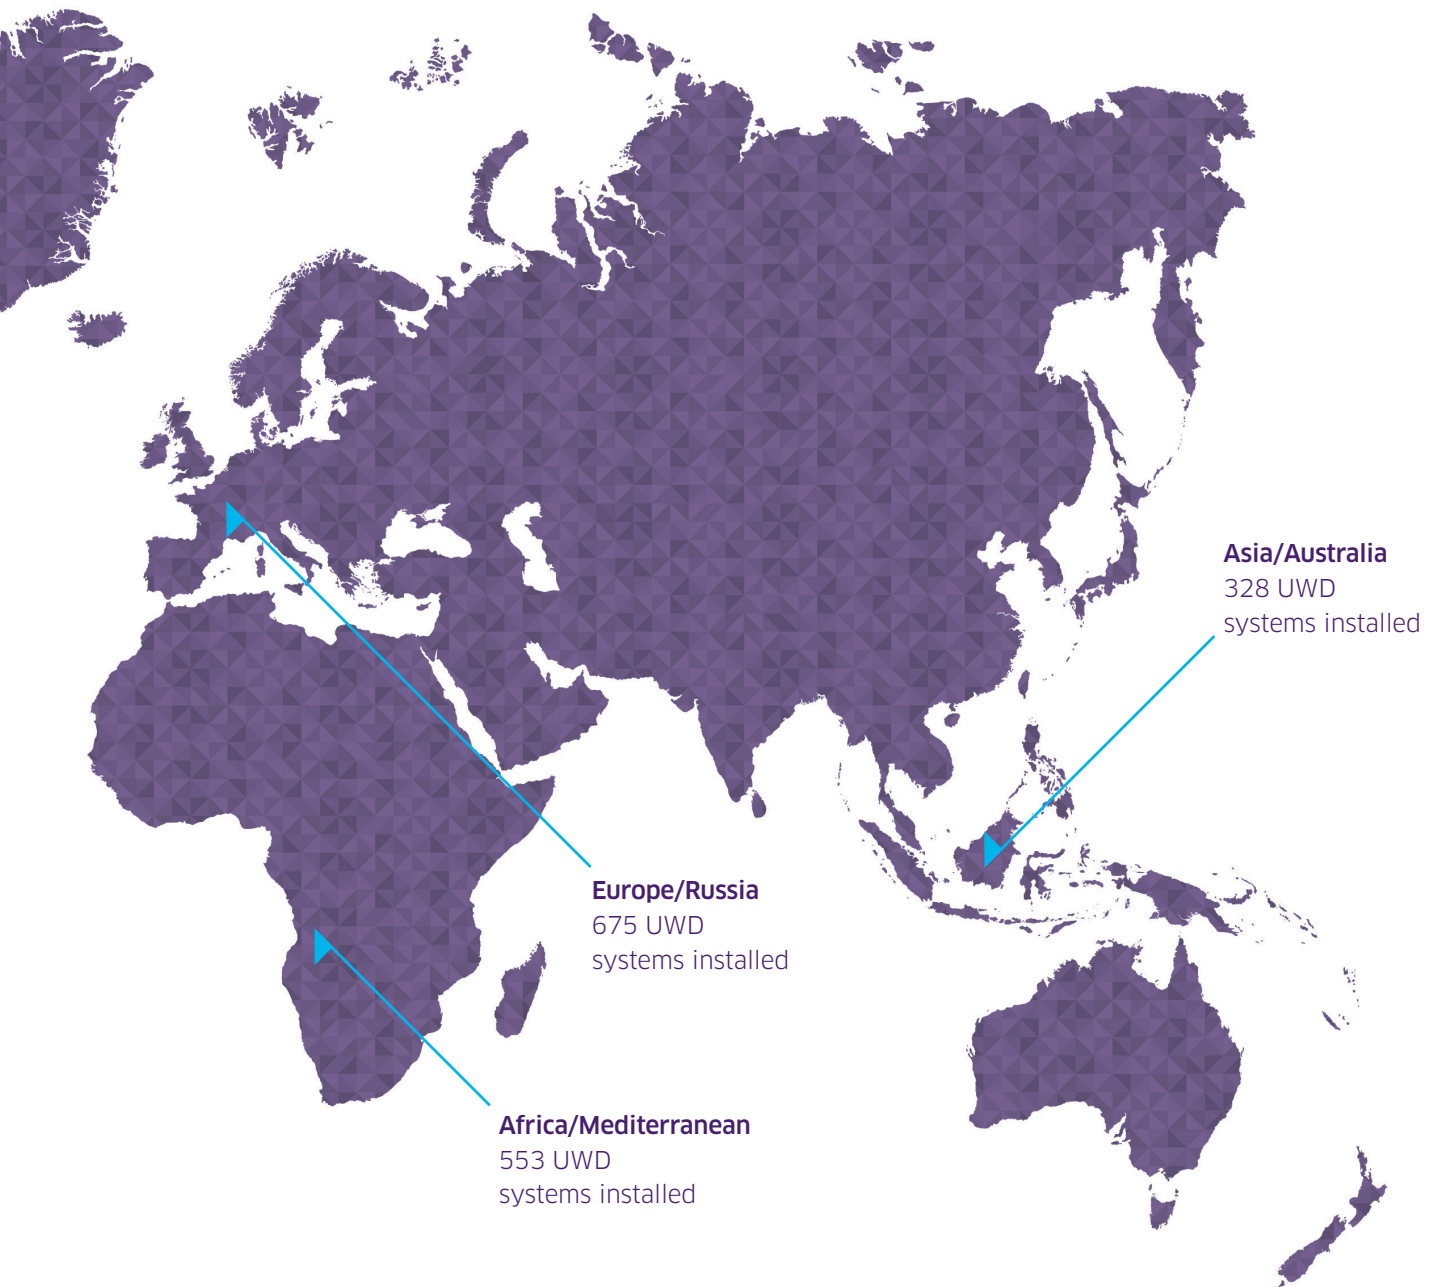 Asia/Australia
328 UWD
systems installed
Europe/Russia
675 UWD
systems installed
Africa/Mediterranean
553 UWD
systems installed